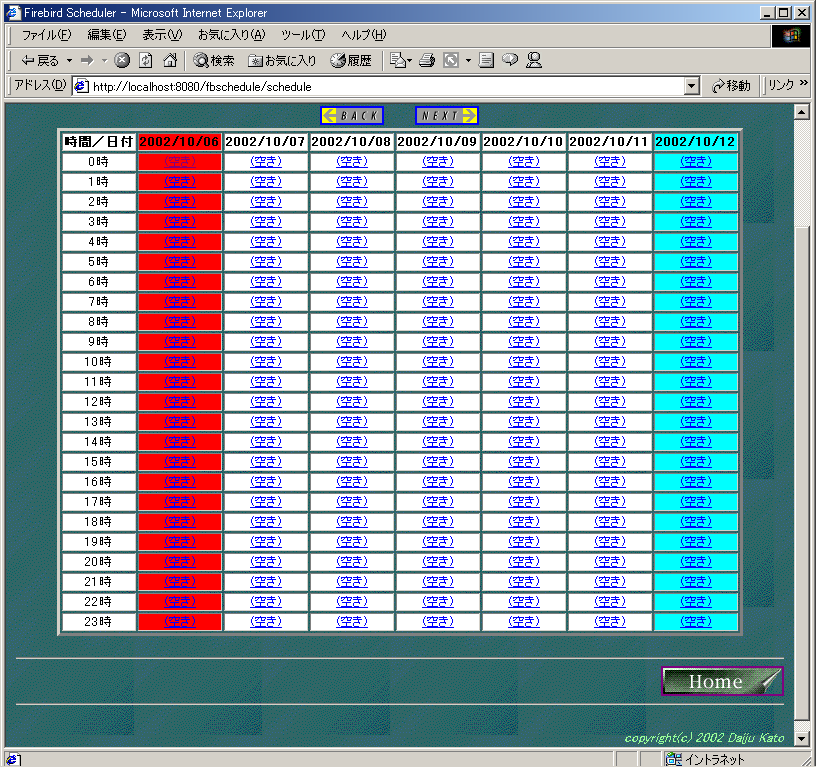 Firebird Scheduler - Microsoft Internet Explorer
ファイル(F) 編集(E) 表示(V) お気に入り(A) ツール(T) ヘルプ(H)
戻る 検索 お気に入り 履歴
アドレス(D) http://localhost:8080/fbschedule/schedule 移動 リンク »
BACK NEXT
時間／日付 2002/10/06 2002/10/07 2002/10/08 2002/10/09 2002/10/10 2002/10/11 2002/10/12
0時 (空き) (空き) (空き) (空き) (空き) (空き) (空き)
1時 (空き) (空き) (空き) (空き) (空き) (空き) (空き)
2時 (空き) (空き) (空き) (空き) (空き) (空き) (空き)
3時 (空き) (空き) (空き) (空き) (空き) (空き) (空き)
4時 (空き) (空き) (空き) (空き) (空き) (空き) (空き)
5時 (空き) (空き) (空き) (空き) (空き) (空き) (空き)
6時 (空き) (空き) (空き) (空き) (空き) (空き) (空き)
7時 (空き) (空き) (空き) (空き) (空き) (空き) (空き)
8時 (空き) (空き) (空き) (空き) (空き) (空き) (空き)
9時 (空き) (空き) (空き) (空き) (空き) (空き) (空き)
10時 (空き) (空き) (空き) (空き) (空き) (空き) (空き)
11時 (空き) (空き) (空き) (空き) (空き) (空き) (空き)
12時 (空き) (空き) (空き) (空き) (空き) (空き) (空き)
13時 (空き) (空き) (空き) (空き) (空き) (空き) (空き)
14時 (空き) (空き) (空き) (空き) (空き) (空き) (空き)
15時 (空き) (空き) (空き) (空き) (空き) (空き) (空き)
16時 (空き) (空き) (空き) (空き) (空き) (空き) (空き)
17時 (空き) (空き) (空き) (空き) (空き) (空き) (空き)
18時 (空き) (空き) (空き) (空き) (空き) (空き) (空き)
19時 (空き) (空き) (空き) (空き) (空き) (空き) (空き)
20時 (空き) (空き) (空き) (空き) (空き) (空き) (空き)
21時 (空き) (空き) (空き) (空き) (空き) (空き) (空き)
22時 (空き) (空き) (空き) (空き) (空き) (空き) (空き)
23時 (空き) (空き) (空き) (空き) (空き) (空き) (空き)
Home
copyright(c) 2002 Daiju Kato
イントラネット